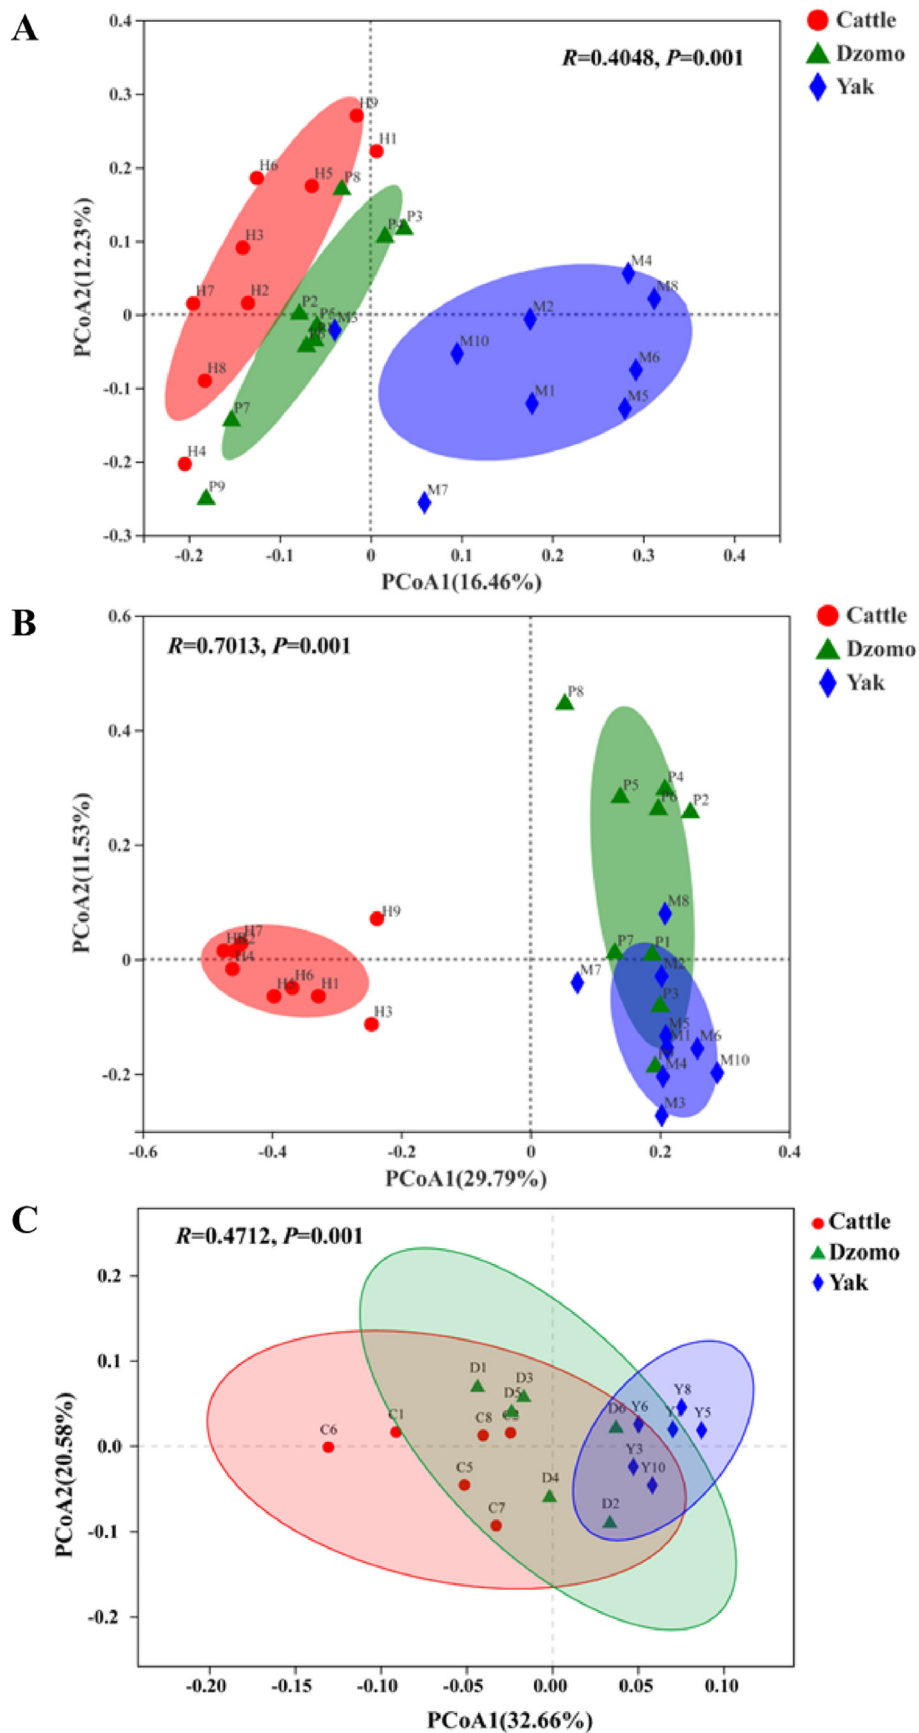 A
Cattle
Dzomo
Yak
R=0.4048, P=0.001
0.4
0.3
0.2
0.1
0
-0.1
-0.2
-0.3
PCoA2(12.23%)
H9
H1
H6
H5
P8
P3
H3
M4
H7
H2
P2
P5
M3
M8
M2
M10
M6
H8
M1
M5
P7
H4
P9
M7
-0.2
-0.1
0
0.1
0.2
0.3
0.4
PCoA1(16.46%)
B
Cattle
Dzomo
Yak
R=0.7013, P=0.001
0.6
0.4
0.2
0
-0.2
PCoA2(11.53%)
P8
P5
P4
P6
P2
H9
M8
H7
H4
P7
P1
M7
M2
H6
H1
P3
H3
M5
M1
M6
M4
M10
M3
-0.6
-0.4
-0.2
0
0.2
0.4
PCoA1(29.79%)
C
Cattle
Dzomo
Yak
R=0.4712, P=0.001
0.2
0.1
0.0
-0.1
-0.2
PCoA2(20.58%)
D1
D3
D5
C1
C8
C6
D6
Y6
Y8
Y5
C5
Y3
Y10
D4
C7
D2
-0.20
-0.15
-0.10
-0.05
0.00
0.05
0.10
PCoA1(32.66%)